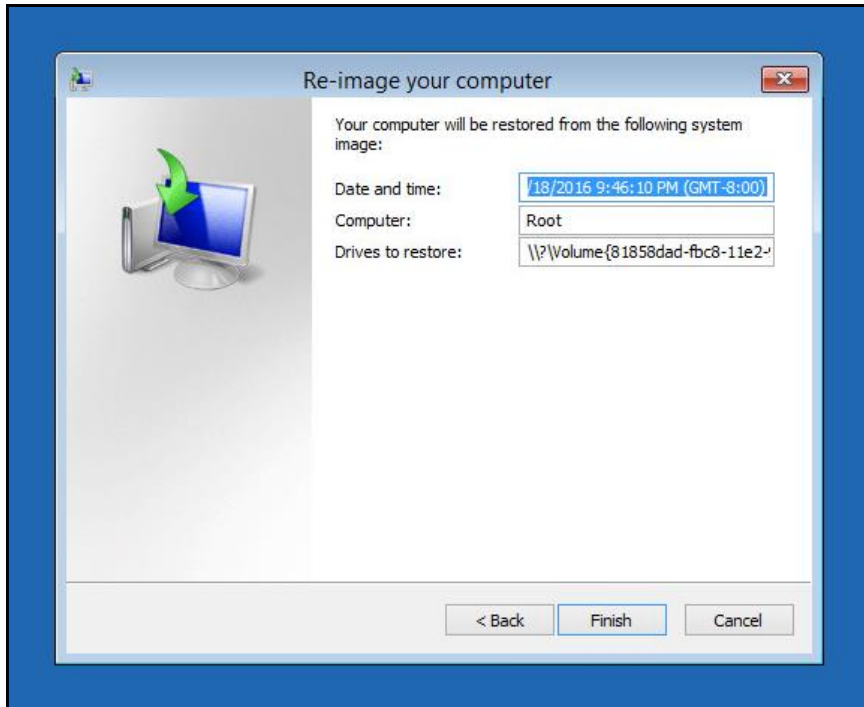 Re-image your computer
Your computer will be restored from the following system
image:
Date and time: /18/2016 9:46:10 PM (GMT-8:00)
Computer: Root
Drives to restore: \\?\Volume{81858dad-fbc8-11e2-
< Back Finish Cancel